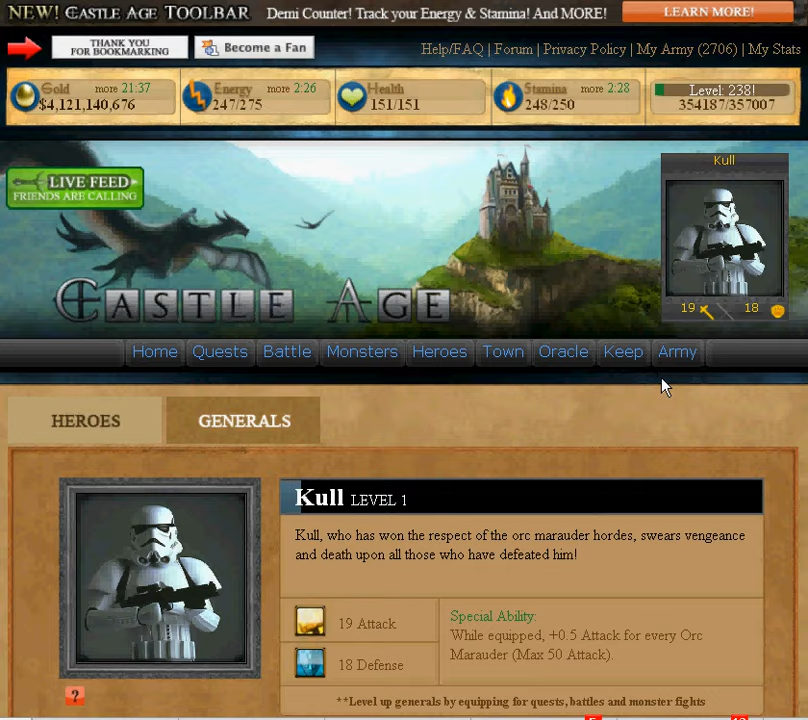 NEW! CASTLE AGE TOOLBAR Demi Counter! Track your Energy & Stamina! And MORE! LEARN MORE!
THANK YOU
FOR BOOKMARKING
Become a Fan
Help/FAQ | Forum | Privacy Policy | My Army (2706) | My Stats
Gold more 21:37
$4,121,140,676
Energy more 2:26
247/275
Health
151/151
Stamina more 2:28
248/250
Level: 238!
354187/357007
LIVE FEED
FRIENDS ARE CALLING
Kull
19 18
CASTLE AGE
Home Quests Battle Monsters Heroes Town Oracle Keep Army
HEROES GENERALS
Kull LEVEL 1
Kull, who has won the respect of the orc marauder hordes, swears vengeance
and death upon all those who have defeated him!
19 Attack
18 Defense
Special Ability:
While equipped, +0.5 Attack for every Orc
Marauder (Max 50 Attack).
?
**Level up generals by equipping for quests, battles and monster fights